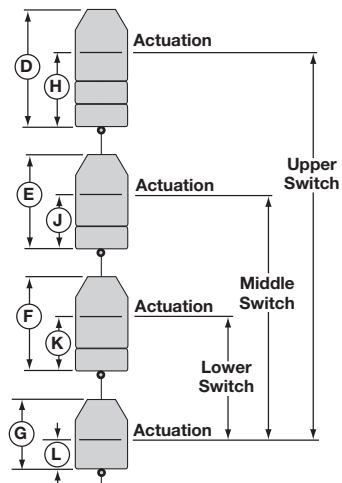 Actuation
D
H
Upper
Switch
Actuation
E
J
Middle
Switch
Actuation
F
K
Lower
Switch
Actuation
G
L